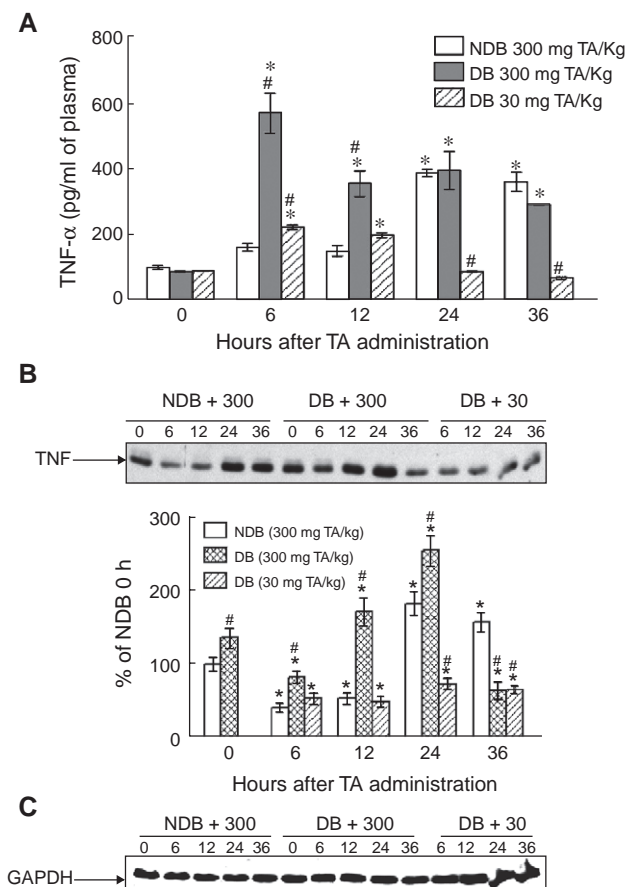 A
800
600
400
200
0
TNF-α (pg/ml of plasma)
NDB 300 mg TA/Kg
DB 300 mg TA/Kg
DB 30 mg TA/Kg
* # # * # * * * * * # * #
0 6 12 24 36
Hours after TA administration
B
NDB + 300 DB + 300 DB + 30
0 6 12 24 36 0 6 12 24 36 6 12 24 36
TNF
300
200
100
0
% of NDB 0 h
NDB (300 mg TA/kg)
DB (300 mg TA/kg)
DB (30 mg TA/kg)
# * # * * * # * * * # * # * * # * # *
0 6 12 24 36
Hours after TA administration
C
NDB + 300 DB + 300 DB + 30
0 6 12 24 36 0 6 12 24 36 6 12 24 36
GAPDH